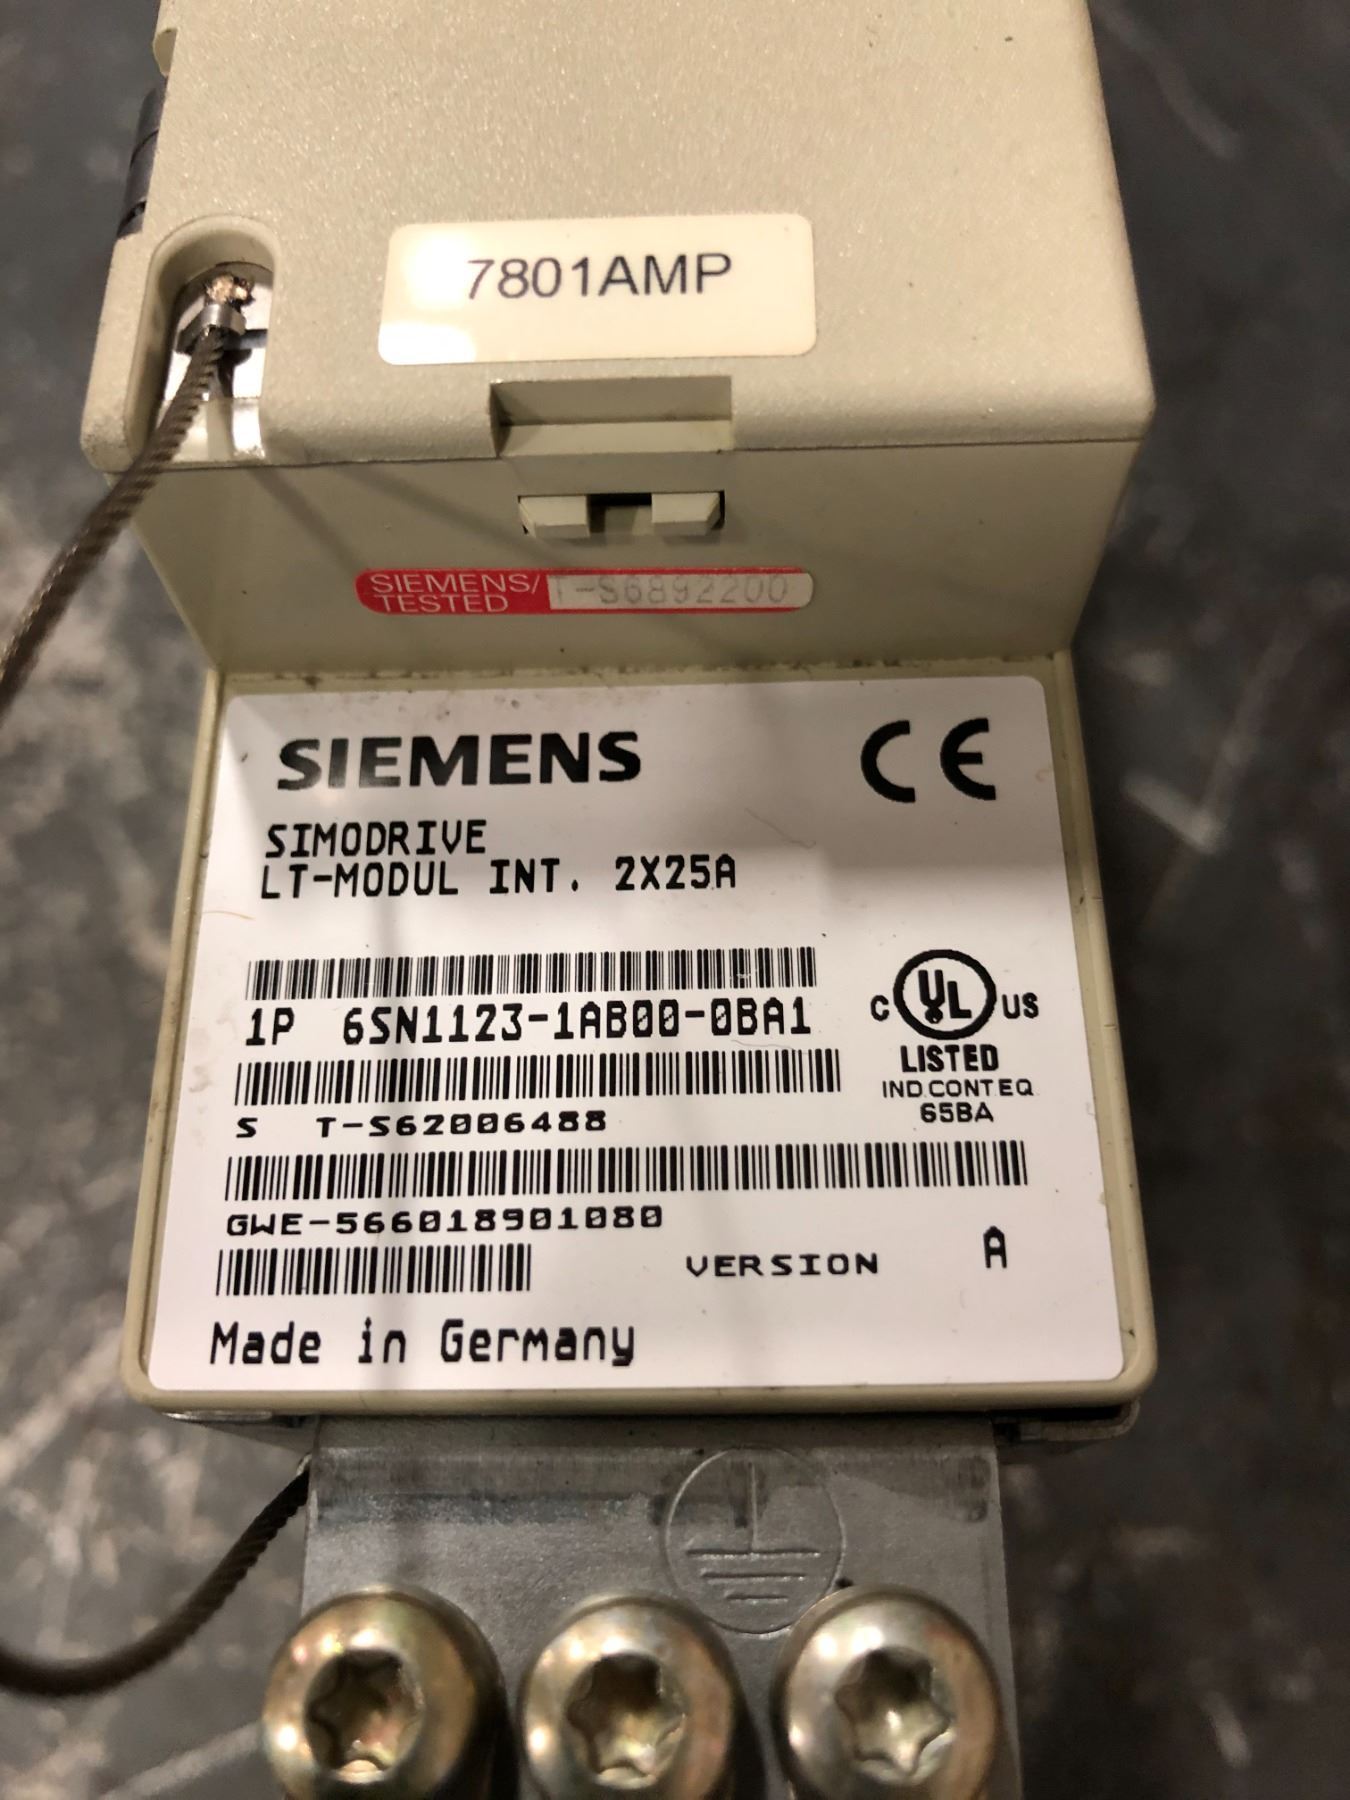 7801AMP
SIEMENS/ TESTED T-S6892200
SIEMENS CE
SIMODRIVE
LT-MODUL INT. 2X25A
1P 6SN1123-1AB00-0BA1
C UL US
LISTED
IND.CONT.EQ.
65BA
S T-S62006488
GWE-566018901080
VERSION A
Made in Germany